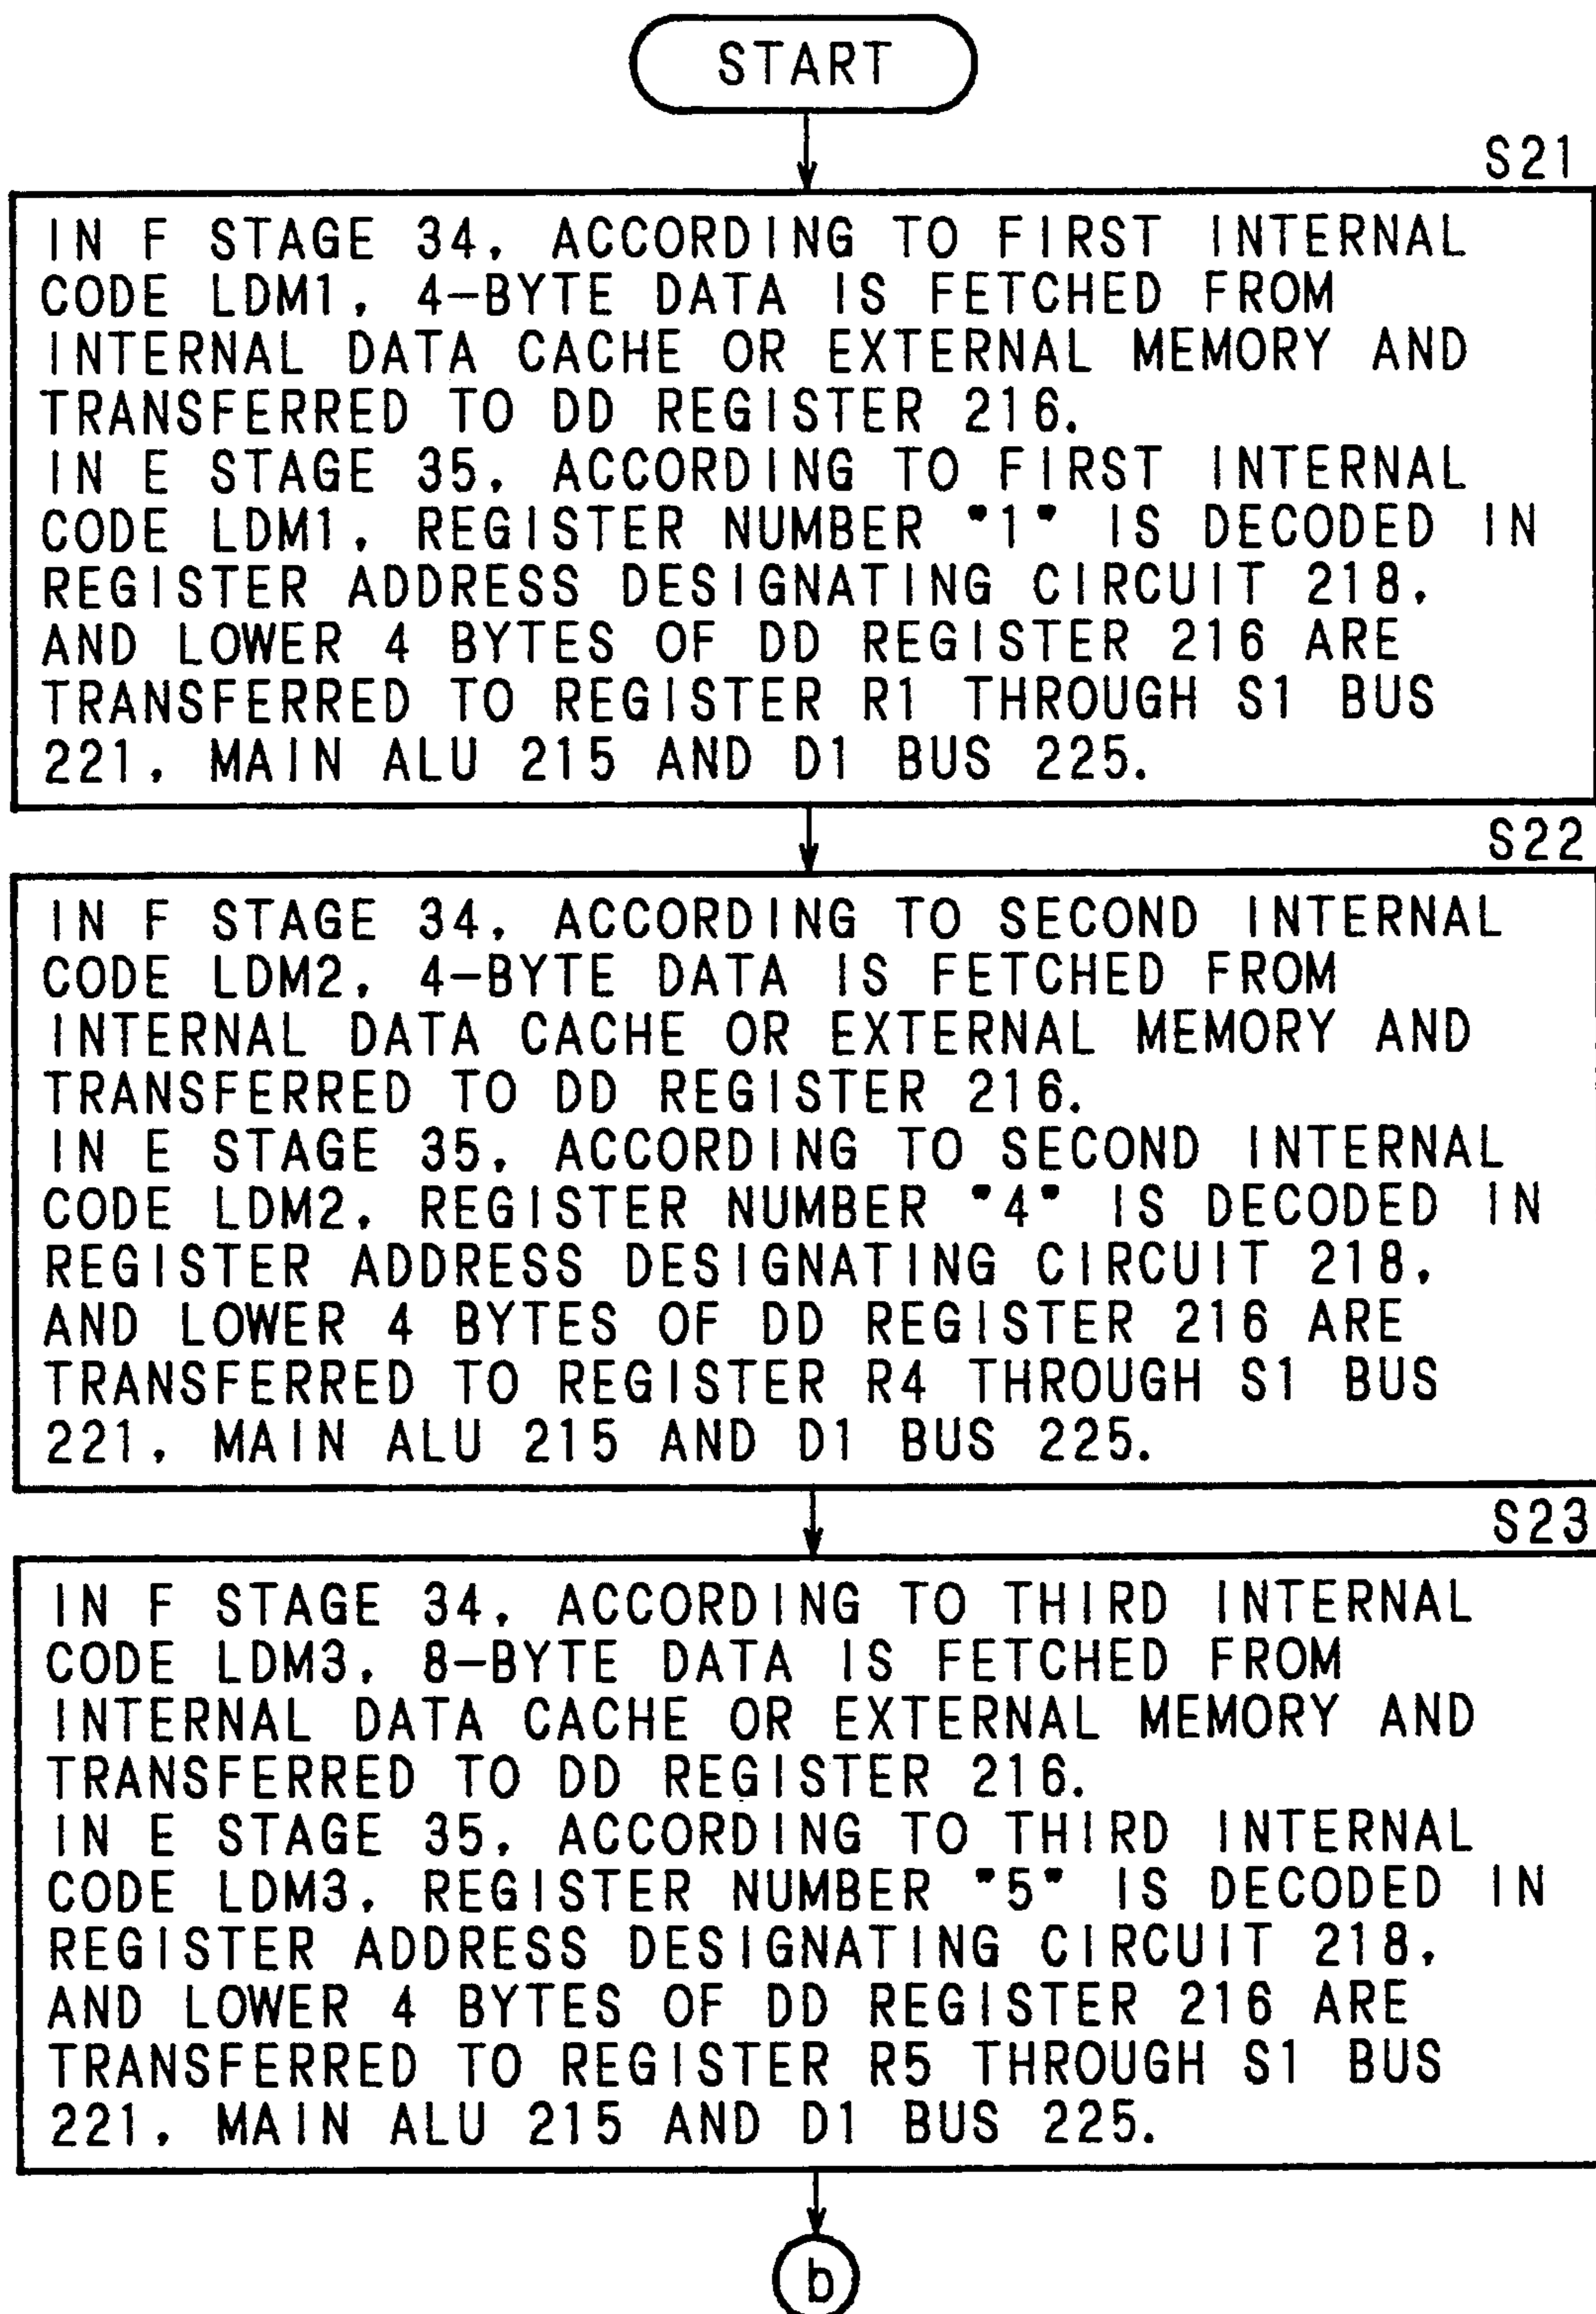 START
S21
IN F STAGE 34, ACCORDING TO FIRST INTERNAL
CODE LDM1, 4-BYTE DATA IS FETCHED FROM
INTERNAL DATA CACHE OR EXTERNAL MEMORY AND
TRANSFERRED TO DD REGISTER 216.
IN E STAGE 35, ACCORDING TO FIRST INTERNAL
CODE LDM1, REGISTER NUMBER "1" IS DECODED IN
REGISTER ADDRESS DESIGNATING CIRCUIT 218,
AND LOWER 4 BYTES OF DD REGISTER 216 ARE
TRANSFERRED TO REGISTER R1 THROUGH S1 BUS
221, MAIN ALU 215 AND D1 BUS 225.
S22
IN F STAGE 34, ACCORDING TO SECOND INTERNAL
CODE LDM2, 4-BYTE DATA IS FETCHED FROM
INTERNAL DATA CACHE OR EXTERNAL MEMORY AND
TRANSFERRED TO DD REGISTER 216.
IN E STAGE 35, ACCORDING TO SECOND INTERNAL
CODE LDM2, REGISTER NUMBER "4" IS DECODED IN
REGISTER ADDRESS DESIGNATING CIRCUIT 218,
AND LOWER 4 BYTES OF DD REGISTER 216 ARE
TRANSFERRED TO REGISTER R4 THROUGH S1 BUS
221, MAIN ALU 215 AND D1 BUS 225.
S23
IN F STAGE 34, ACCORDING TO THIRD INTERNAL
CODE LDM3, 8-BYTE DATA IS FETCHED FROM
INTERNAL DATA CACHE OR EXTERNAL MEMORY AND
TRANSFERRED TO DD REGISTER 216.
IN E STAGE 35, ACCORDING TO THIRD INTERNAL
CODE LDM3, REGISTER NUMBER "5" IS DECODED IN
REGISTER ADDRESS DESIGNATING CIRCUIT 218,
AND LOWER 4 BYTES OF DD REGISTER 216 ARE
TRANSFERRED TO REGISTER R5 THROUGH S1 BUS
221, MAIN ALU 215 AND D1 BUS 225.
b